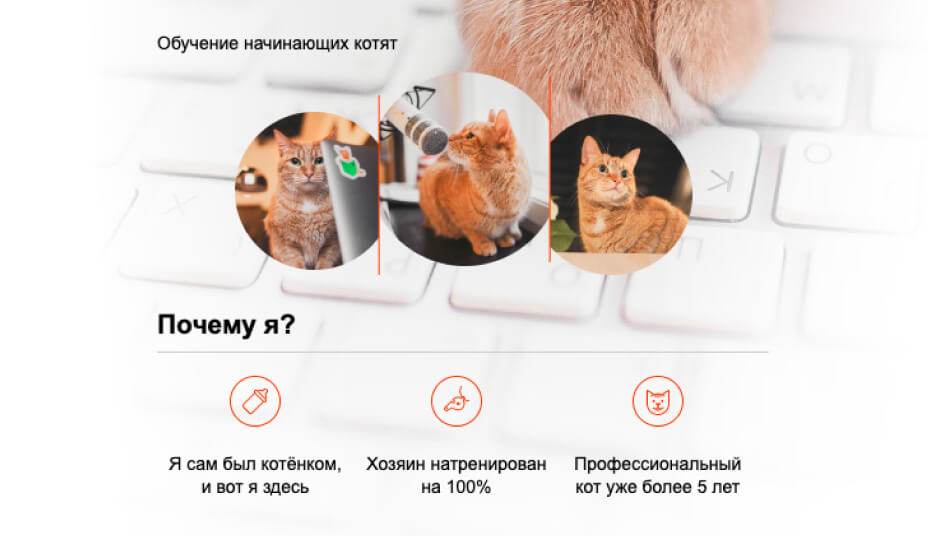 Обучение начинающих котят
Почему я?
Я сам был котёнком,
и вот я здесь
Хозяин натренирован
на 100%
Профессиональный
кот уже более 5 лет